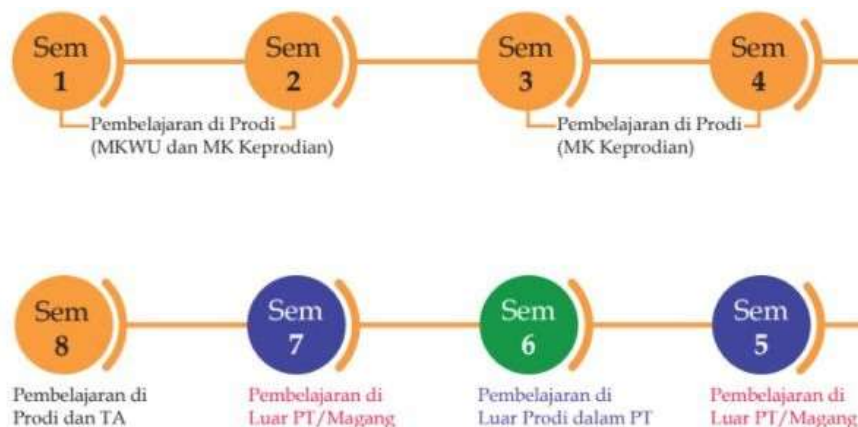 Sem
1
Sem
2
Sem
3
Sem
4
Pembelajaran di Prodi
(MKWU dan MK Keprodian)
Pembelajaran di Prodi
(MK Keprodian)
Sem
8
Sem
7
Sem
6
Sem
5
Pembelajaran di
Prodi dan TA
Pembelajaran di
Luar PT/Magang
Pembelajaran di
Luar Prodi dalam PT
Pembelajaran di
Luar PT/Magang